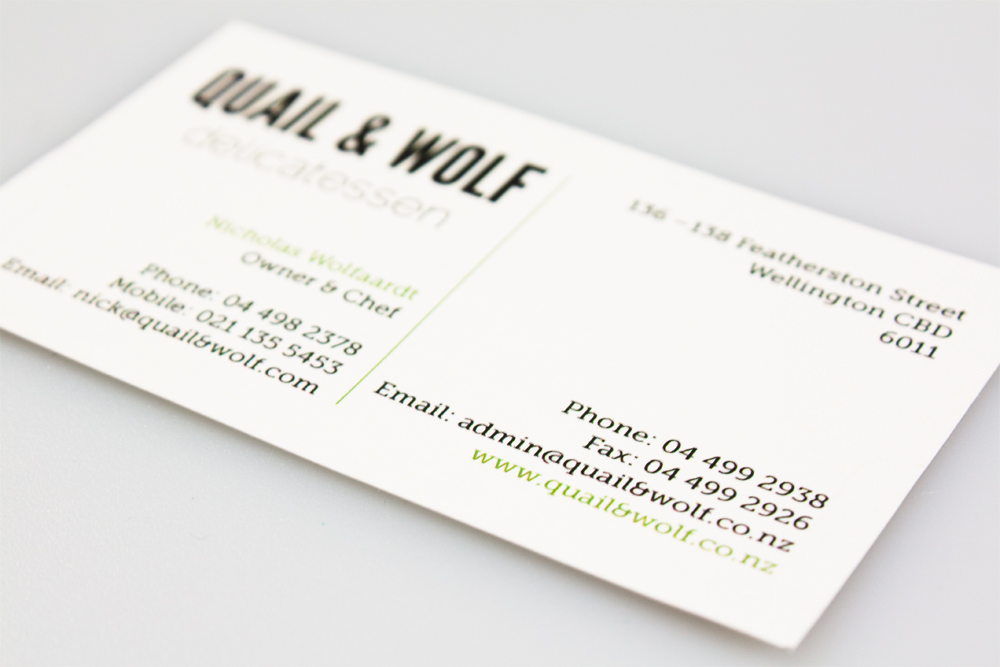 QUAIL & WOLF
delicatessen
Nicholas Wolfaardt
Owner & Chef
Phone: 04 498 2378
Mobile: 021 135 5453
Email: nick@quail&wolf.com
136 - 138 Featherston Street
Wellington CBD
6011
Phone: 04 499 2938
Fax: 04 499 2926
Email: admin@quail&wolf.co.nz
www.quail&wolf.co.nz